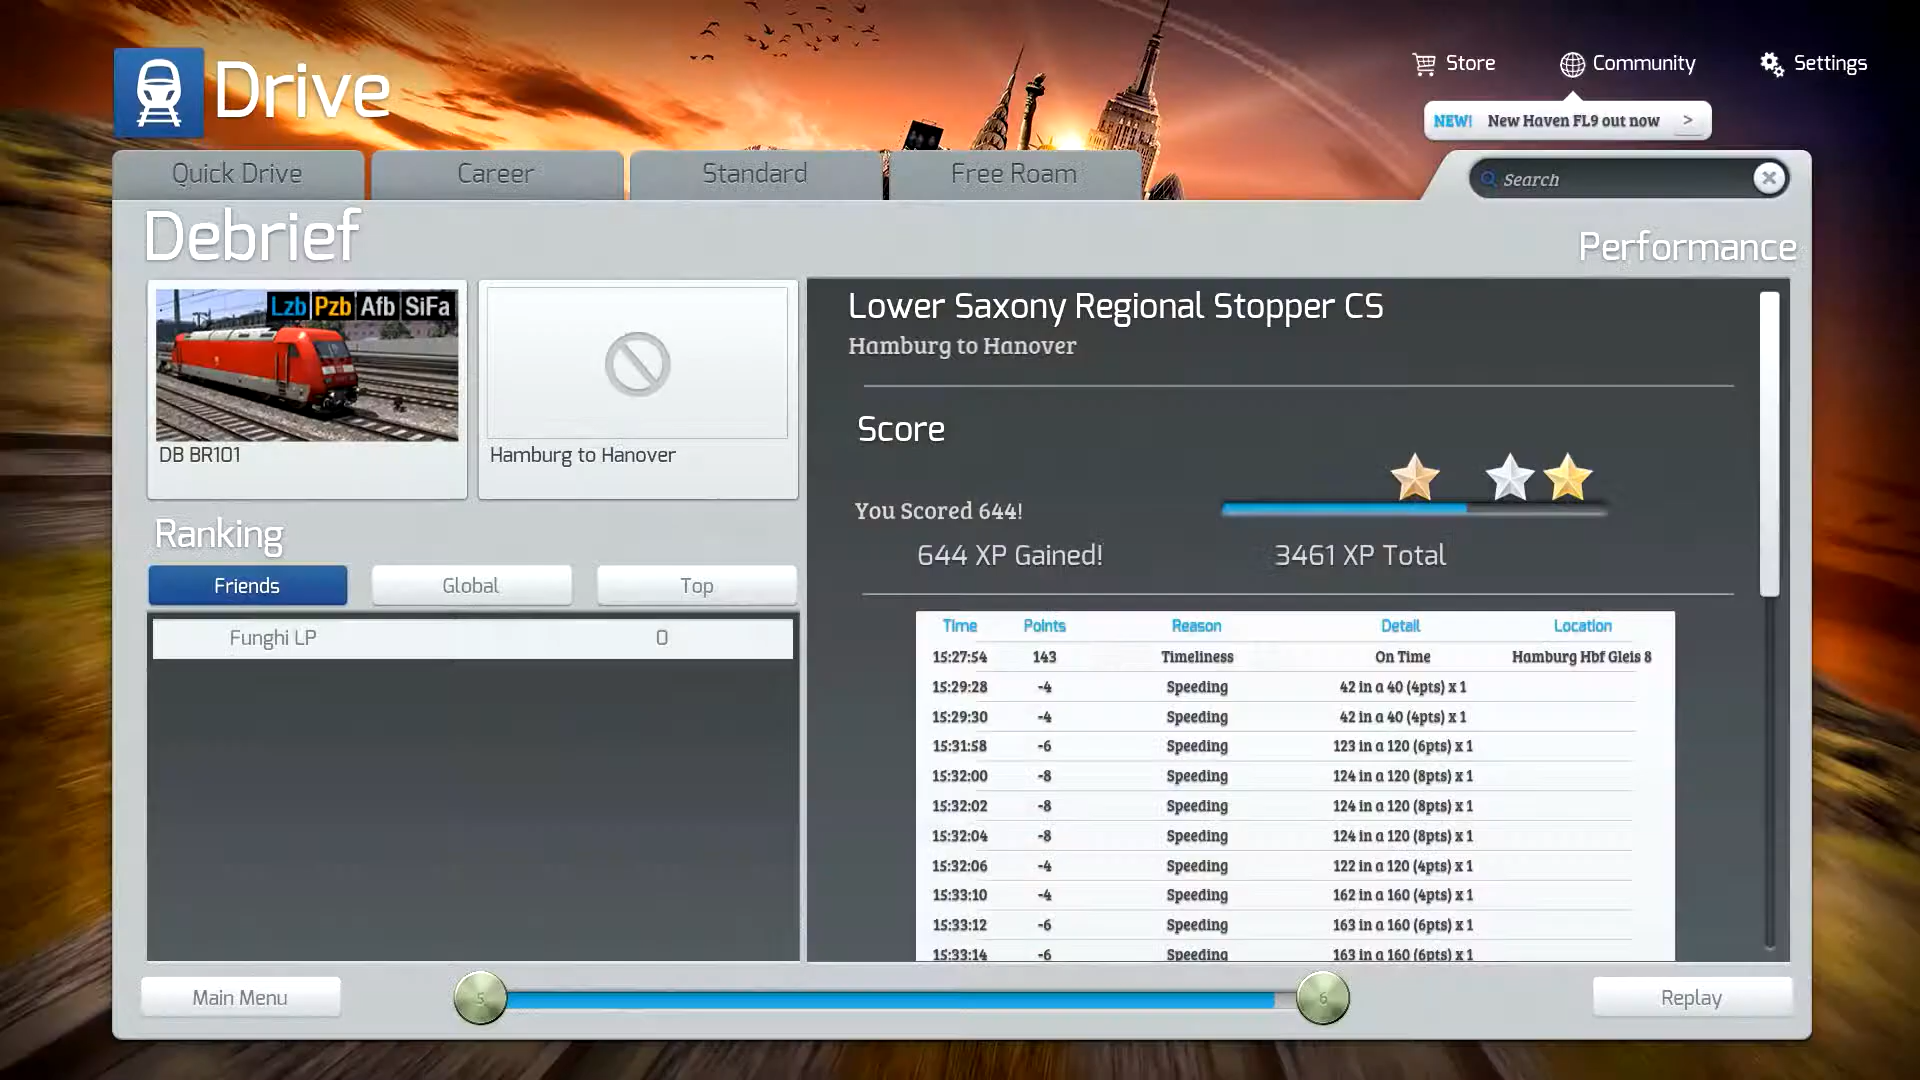 Drive
Store
Community
Settings
NEW! New Haven FL9 out now >
Quick Drive
Career
Standard
Free Roam
Search
Debrief
Performance
Lzb Pzb Afb SiFa
DB BR101
Hamburg to Hanover
Ranking
Friends
Global
Top
Funghi LP 0
Lower Saxony Regional Stopper CS
Hamburg to Hanover
Score
You Scored 644!
644 XP Gained!
3461 XP Total
Time Points Reason Detail Location
15:27:54 143 Timeliness On Time Hamburg Hbf Gleis 8
15:29:28 -4 Speeding 42 in a 40 (4pts) x 1
15:29:30 -4 Speeding 42 in a 40 (4pts) x 1
15:31:58 -6 Speeding 123 in a 120 (6pts) x 1
15:32:00 -8 Speeding 124 in a 120 (8pts) x 1
15:32:02 -8 Speeding 124 in a 120 (8pts) x 1
15:32:04 -8 Speeding 124 in a 120 (8pts) x 1
15:32:06 -4 Speeding 122 in a 120 (4pts) x 1
15:33:10 -4 Speeding 162 in a 160 (4pts) x 1
15:33:12 -6 Speeding 163 in a 160 (6pts) x 1
15:33:14 -6 Speeding 163 in a 160 (6pts) x 1
Main Menu
5
6
Replay